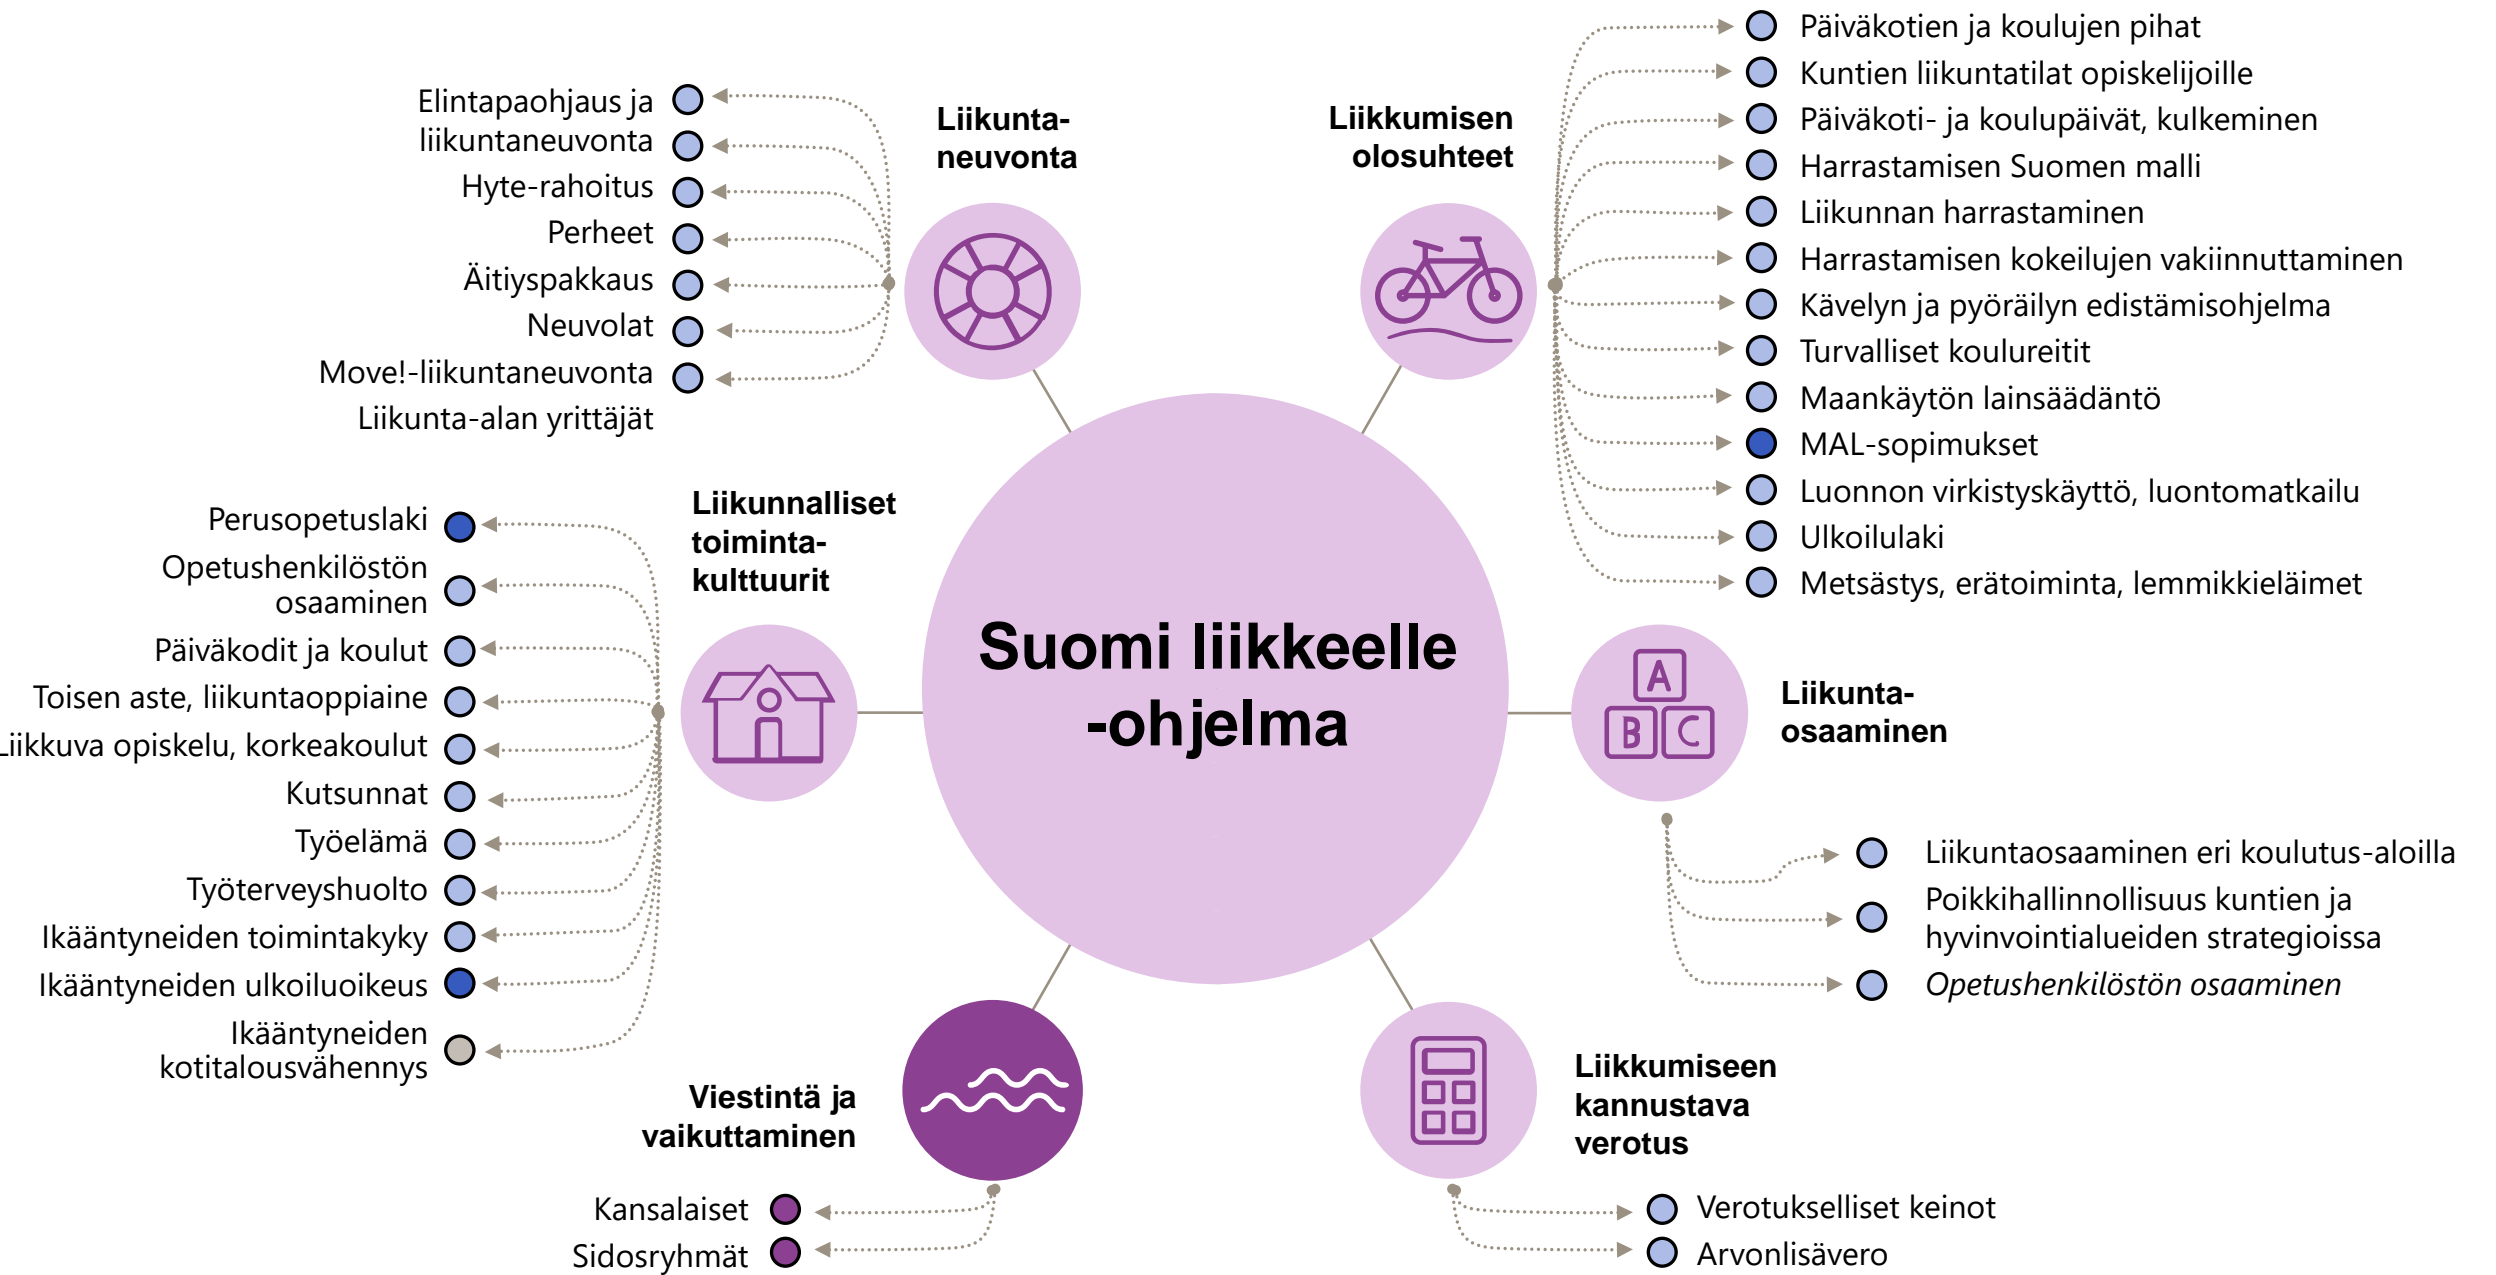 Suomi liikkeelle
-ohjelma
Liikunta-
neuvonta
Elintapaohjaus ja
liikuntaneuvonta
Hyte-rahoitus
Perheet
Äitiyspakkaus
Neuvolat
Move!-liikuntaneuvonta
Liikunta-alan yrittäjät
Liikkumisen
olosuhteet
Päiväkotien ja koulujen pihat
Kuntien liikuntatilat opiskelijoille
Päiväkoti- ja koulupäivät, kulkeminen
Harrastamisen Suomen malli
Liikunnan harrastaminen
Harrastamisen kokeilujen vakiinnuttaminen
Kävelyn ja pyöräilyn edistämisohjelma
Turvalliset koulureitit
Maankäytön lainsäädäntö
MAL-sopimukset
Luonnon virkistyskäyttö, luontomatkailu
Ulkoilulaki
Metsästys, erätoiminta, lemmikkieläimet
Liikunnalliset
toiminta-
kulttuurit
Perusopetuslaki
Opetushenkilöstön
osaaminen
Päiväkodit ja koulut
Toisen aste, liikuntaoppiaine
Liikkuva opiskelu, korkeakoulut
Kutsunnat
Työelämä
Työterveyshuolto
Ikääntyneiden toimintakyky
Ikääntyneiden ulkoiluoikeus
Ikääntyneiden
kotitalousvähennys
A
B C
Liikunta-
osaaminen
Liikuntaosaaminen eri koulutus-aloilla
Poikkihallinnollisuus kuntien ja
hyvinvointialueiden strategioissa
Opetushenkilöstön osaaminen
Viestintä ja
vaikuttaminen
Kansalaiset
Sidosryhmät
Liikkumiseen
kannustava
verotus
Verotukselliset keinot
Arvonlisävero